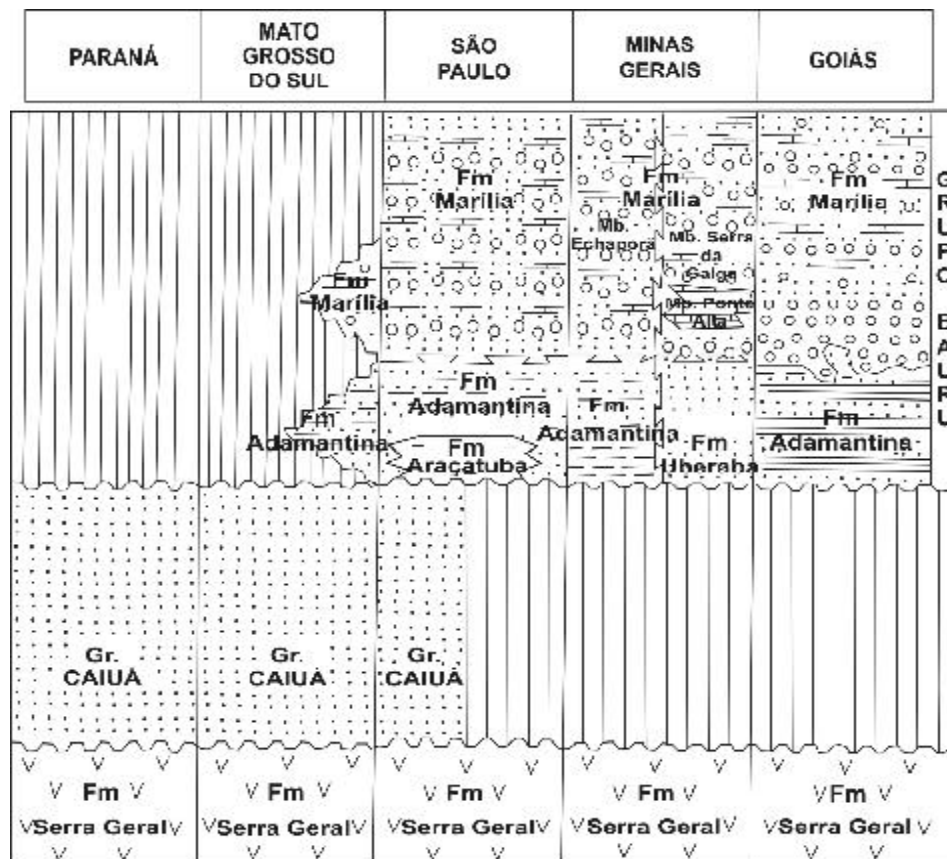 PARANÁ
MATO
GROSSO
DO SUL
SÃO
PAULO
MINAS
GERAIS
GOIÁS
Fm
Marília
Fm
Marília
Mb.
Echaporã
Mb. Serra
da
Galga
Mb. Ponte
Alta
Fm
Marília
GRUPO
BAURU
Fm
Marília
Fm
Adamantina
Fm
Adamantina
Fm
Araçatuba
Fm
Adamantina
Fm
Uberaba
Fm
Adamantina
Gr.
CAIUÁ
Gr.
CAIUÁ
Gr.
CAIUÁ
Fm
Serra Geral
Fm
Serra Geral
Fm
Serra Geral
Fm
Serra Geral
Fm
Serra Geral